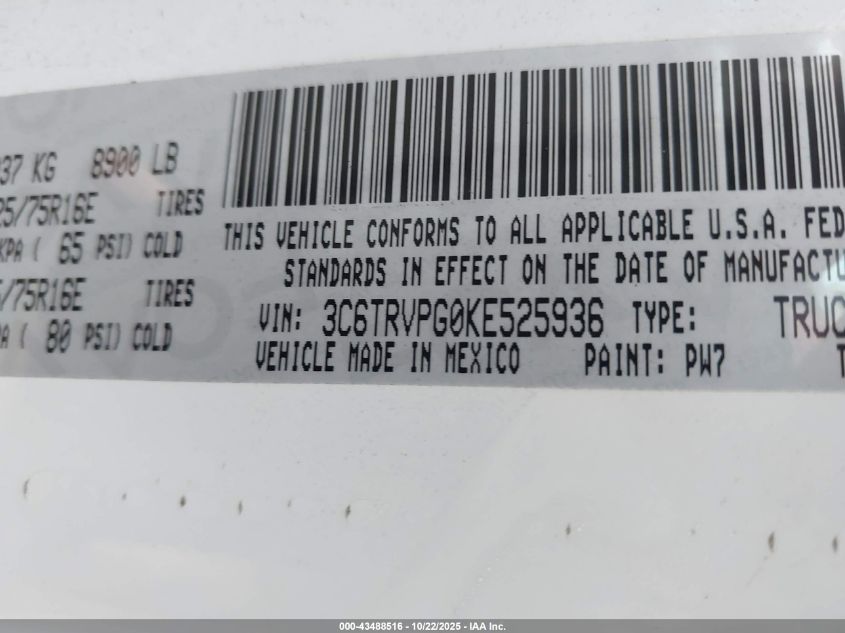 37 KG 8900 LB
25/75R16E TIRES
KPA ( 65 PSI) COLD
/75R16E TIRES
( 80 PSI) COLD
THIS VEHICLE CONFORMS TO ALL APPLICABLE U.S.A. FED
STANDARDS IN EFFECT ON THE DATE OF MANUFACTU
VIN: 3C6TRVPG0KE525936 TYPE: TRUC
VEHICLE MADE IN MEXICO PAINT: PW7
000-43488516 - 10/22/2025 - IAA Inc.